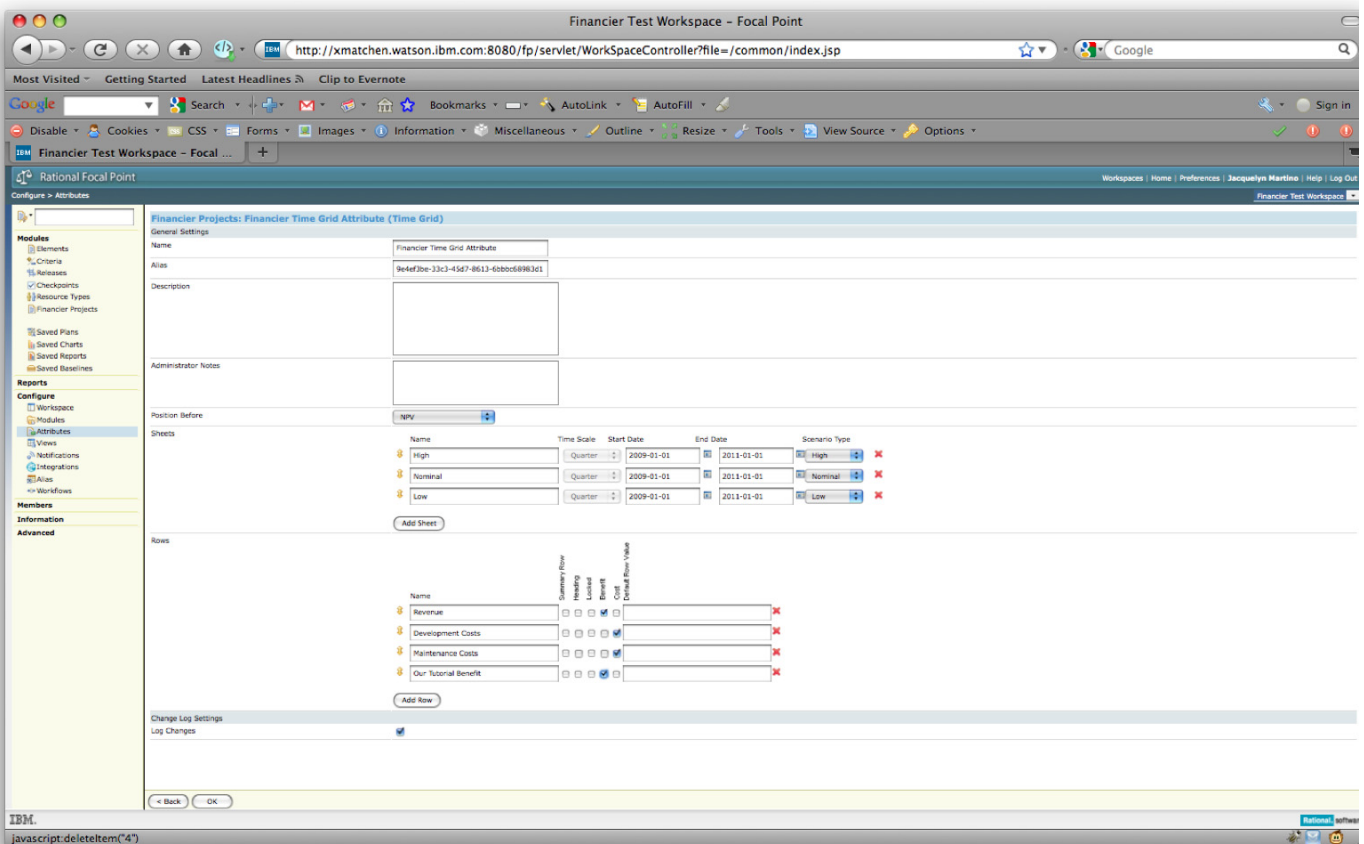 Financier Test Workspace – Focal Point
http://xmatchen.watson.ibm.com:8080/fp/servlet/WorkSpaceController?file=/common/index.jsp
Google
Most Visited Getting Started Latest Headlines Clip to Evernote
Google Search Bookmarks AutoLink AutoFill Sign in
Disable Cookies CSS Forms Images Information Miscellaneous Outline Resize Tools View Source Options
IBM Financier Test Workspace – Focal ... +
Rational Focal Point
Workspaces | Home | Preferences | Jacquelyn Martino | Help | Log Out
Configure > Attributes
Financier Test Workspace
Modules
Elements
Criteria
Releases
Checkpoints
Resource Types
Financier Projects
Saved Plans
Saved Charts
Saved Reports
Saved Baselines
Reports
Configure
Workspace
Modules
Attributes
Views
Notifications
Integrations
Alias
Workflows
Members
Information
Advanced
Financier Projects: Financier Time Grid Attribute (Time Grid)
General Settings
Name Financier Time Grid Attribute
Alias 9e4ef3be-33c3-45d7-8613-6bbbc68983d1
Description
Administrator Notes
Position Before NPV
Sheets
Name Time Scale Start Date End Date Scenario Type
High Quarter 2009-01-01 2011-01-01 High
Nominal Quarter 2009-01-01 2011-01-01 Nominal
Low Quarter 2009-01-01 2011-01-01 Low
Add Sheet
Rows
Name Summary Row Heading Locked Benefit Cost Default Row Value
Revenue
Development Costs
Maintenance Costs
Our Tutorial Benefit
Add Row
Change Log Settings
Log Changes
< Back OK
IBM.
Rational. software
javascript:deleteItem("4")